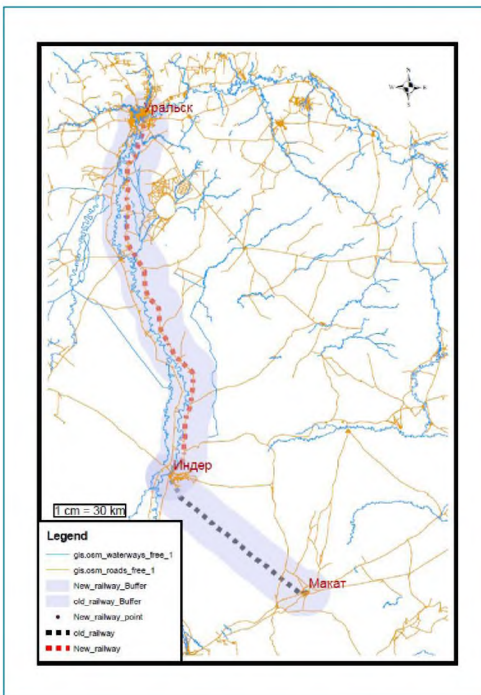 N
W E
S
Уральск
Индер
1 cm = 30 km
Макат
Legend
gis.osm_waterways_free_1
gis.osm_roads_free_1
New_railway_Buffer
old_railway_Buffer
New_railway_point
old_railway
New_railway